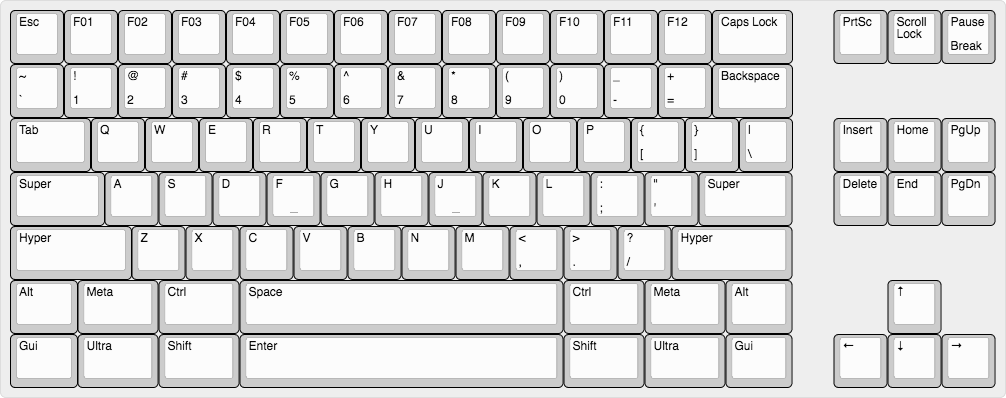 Esc F01 F02 F03 F04 F05 F06 F07 F08 F09 F10 F11 F12 Caps Lock PrtSc Scroll Lock Pause Break
~ ` ! 1 @ 2 # 3 $ 4 % 5 ^ 6 & 7 * 8 ( 9 ) 0 _ - + = Backspace
Tab Q W E R T Y U I O P { [ } ] | \ Insert Home PgUp
Super A S D F _ G H J _ K L : ; " ' Super Delete End PgDn
Hyper Z X C V B N M < , > . ? / Hyper
Alt Meta Ctrl Space Ctrl Meta Alt ↑
Gui Ultra Shift Enter Shift Ultra Gui ← ↓ →